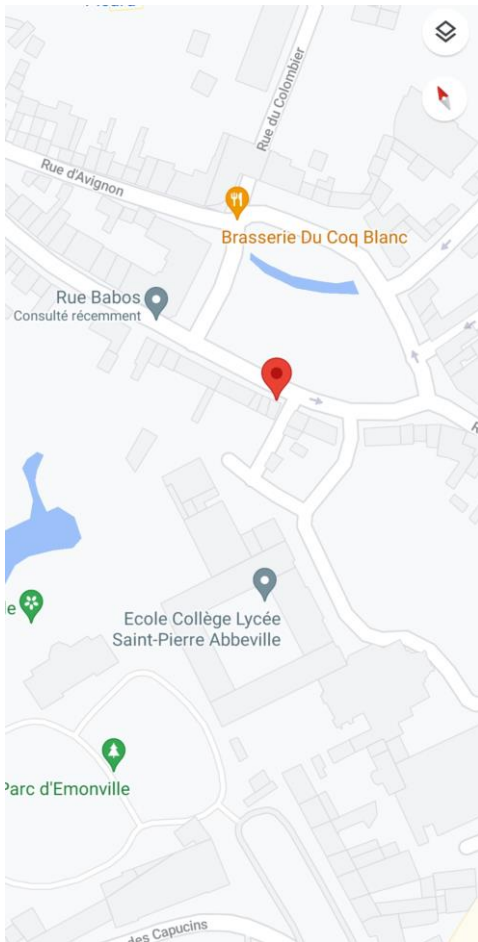 Rue du Colombier
Rue d'Avignon
Brasserie Du Coq Blanc
Rue Babos
Consulté récemment
R
le
Ecole Collège Lycée
Saint-Pierre Abbeville
Parc d'Emonville
des Capucins